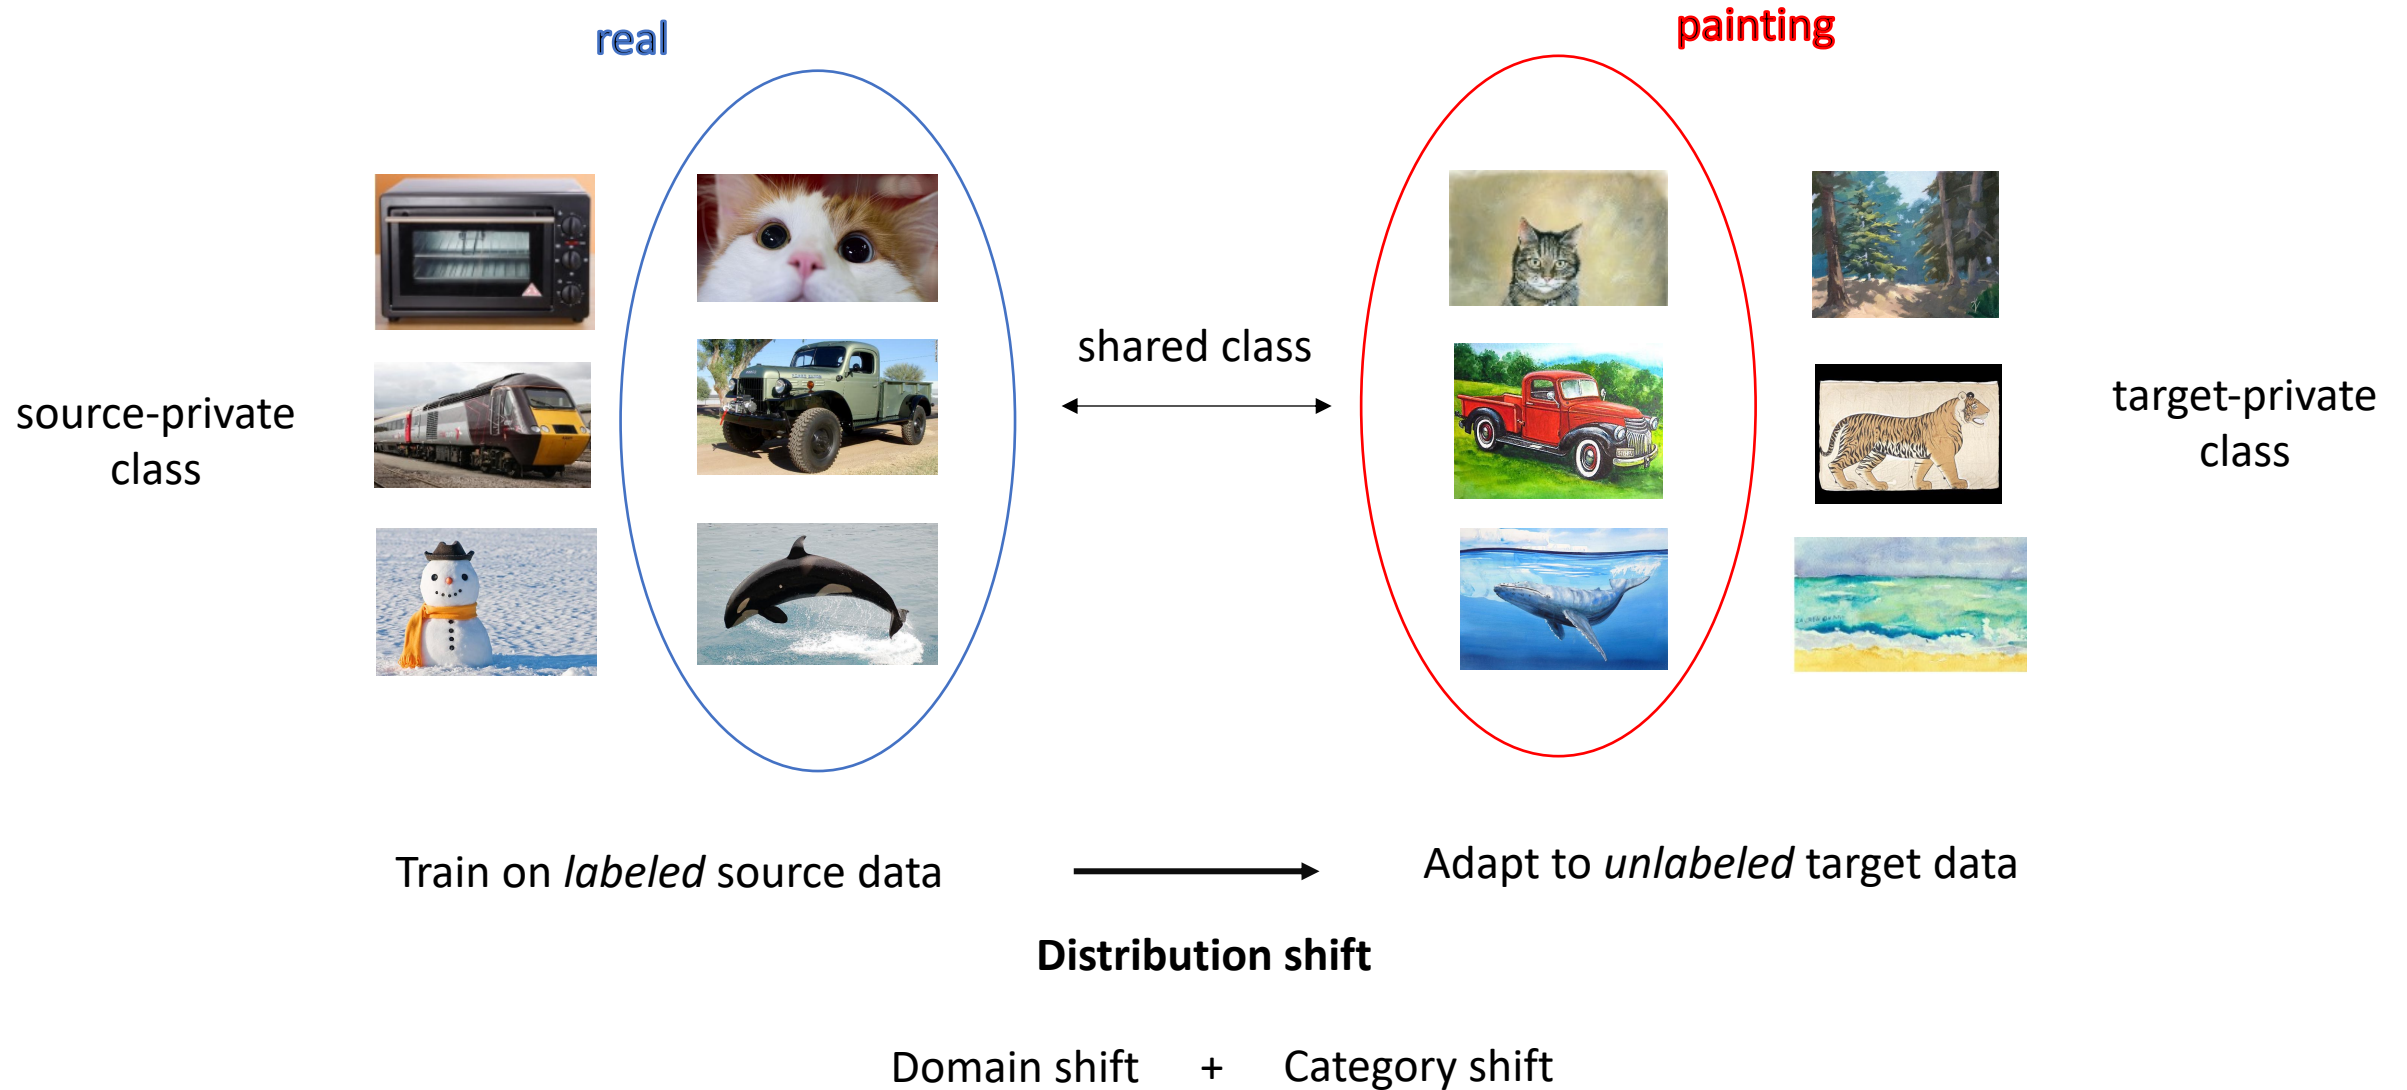 real
painting
shared class
source-private
class
target-private
class
Train on labeled source data
Adapt to unlabeled target data
Distribution shift
Domain shift + Category shift